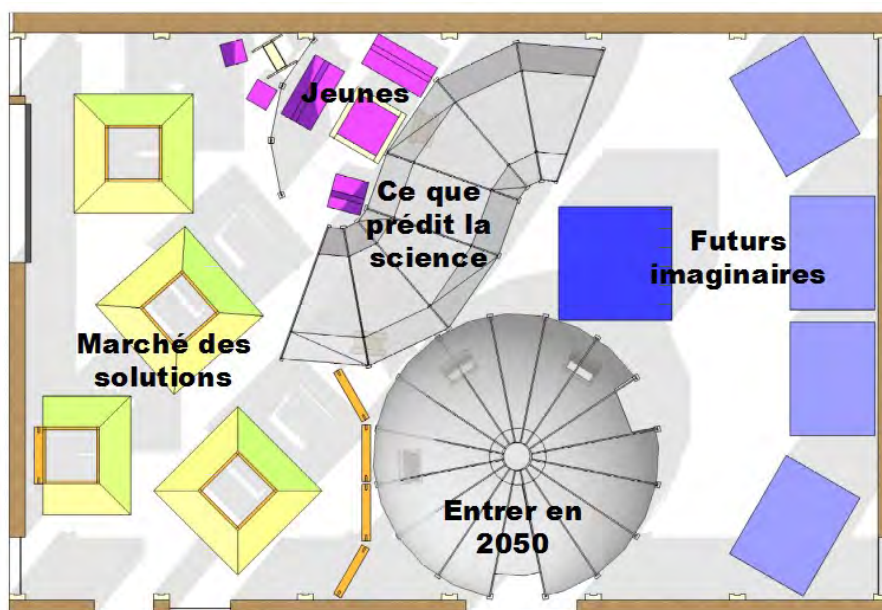 Jeunes
Ce que
prédit la
science
Futurs
imaginaires
Marché des
solutions
Entrer en
2050